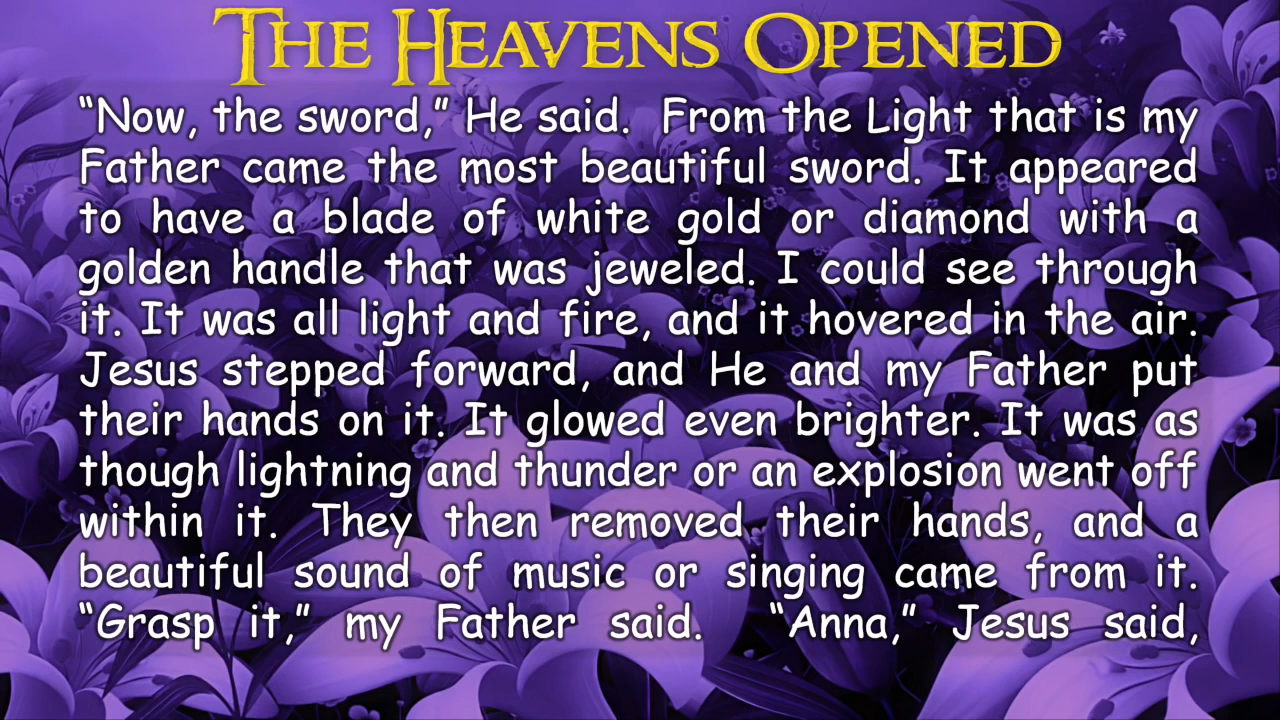 THE HEAVENS OPENED
“Now, the sword,” He said. From the Light that is my
Father came the most beautiful sword. It appeared
to have a blade of white gold or diamond with a
golden handle that was jeweled. I could see through
it. It was all light and fire, and it hovered in the air.
Jesus stepped forward, and He and my Father put
their hands on it. It glowed even brighter. It was as
though lightning and thunder or an explosion went off
within it. They then removed their hands, and a
beautiful sound of music or singing came from it.
“Grasp it,” my Father said. “Anna,” Jesus said,